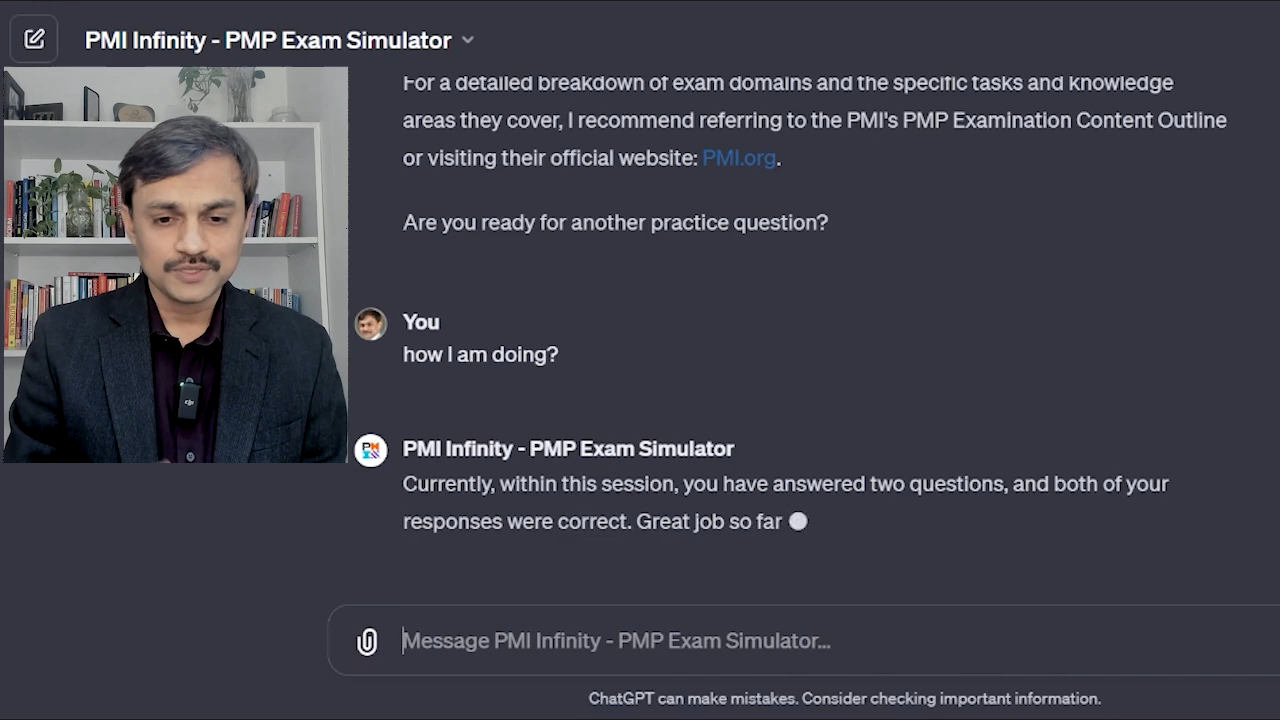 PMI Infinity - PMP Exam Simulator
For a detailed breakdown of exam domains and the specific tasks and knowledge
areas they cover, I recommend referring to the PMI's PMP Examination Content Outline
or visiting their official website: PMI.org.
Are you ready for another practice question?
You
how I am doing?
PMI Infinity - PMP Exam Simulator
Currently, within this session, you have answered two questions, and both of your
responses were correct. Great job so far
Message PMI Infinity - PMP Exam Simulator...
ChatGPT can make mistakes. Consider checking important information.